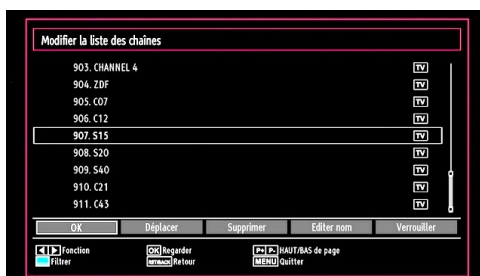 Modifier la liste des chaînes
903. CHANNEL 4 TV
904. ZDF TV
905. C07 TV
906. C12 TV
907. S15 TV
908. S20 TV
909. S40 TV
910. C21 TV
911. C43 TV
OK Déplacer Supprimer Editer nom Verrouiller
Fonction OK Regarder P+ P- HAUT/BAS de page
Filtrer Retour MENU Quitter